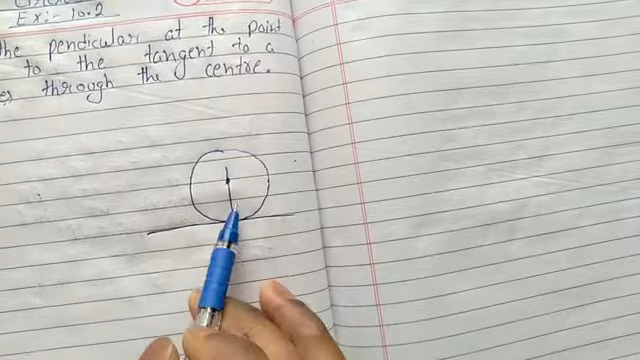 Ex:- 10.2
the pendicular at the point
to the tangent to a
through the centre.